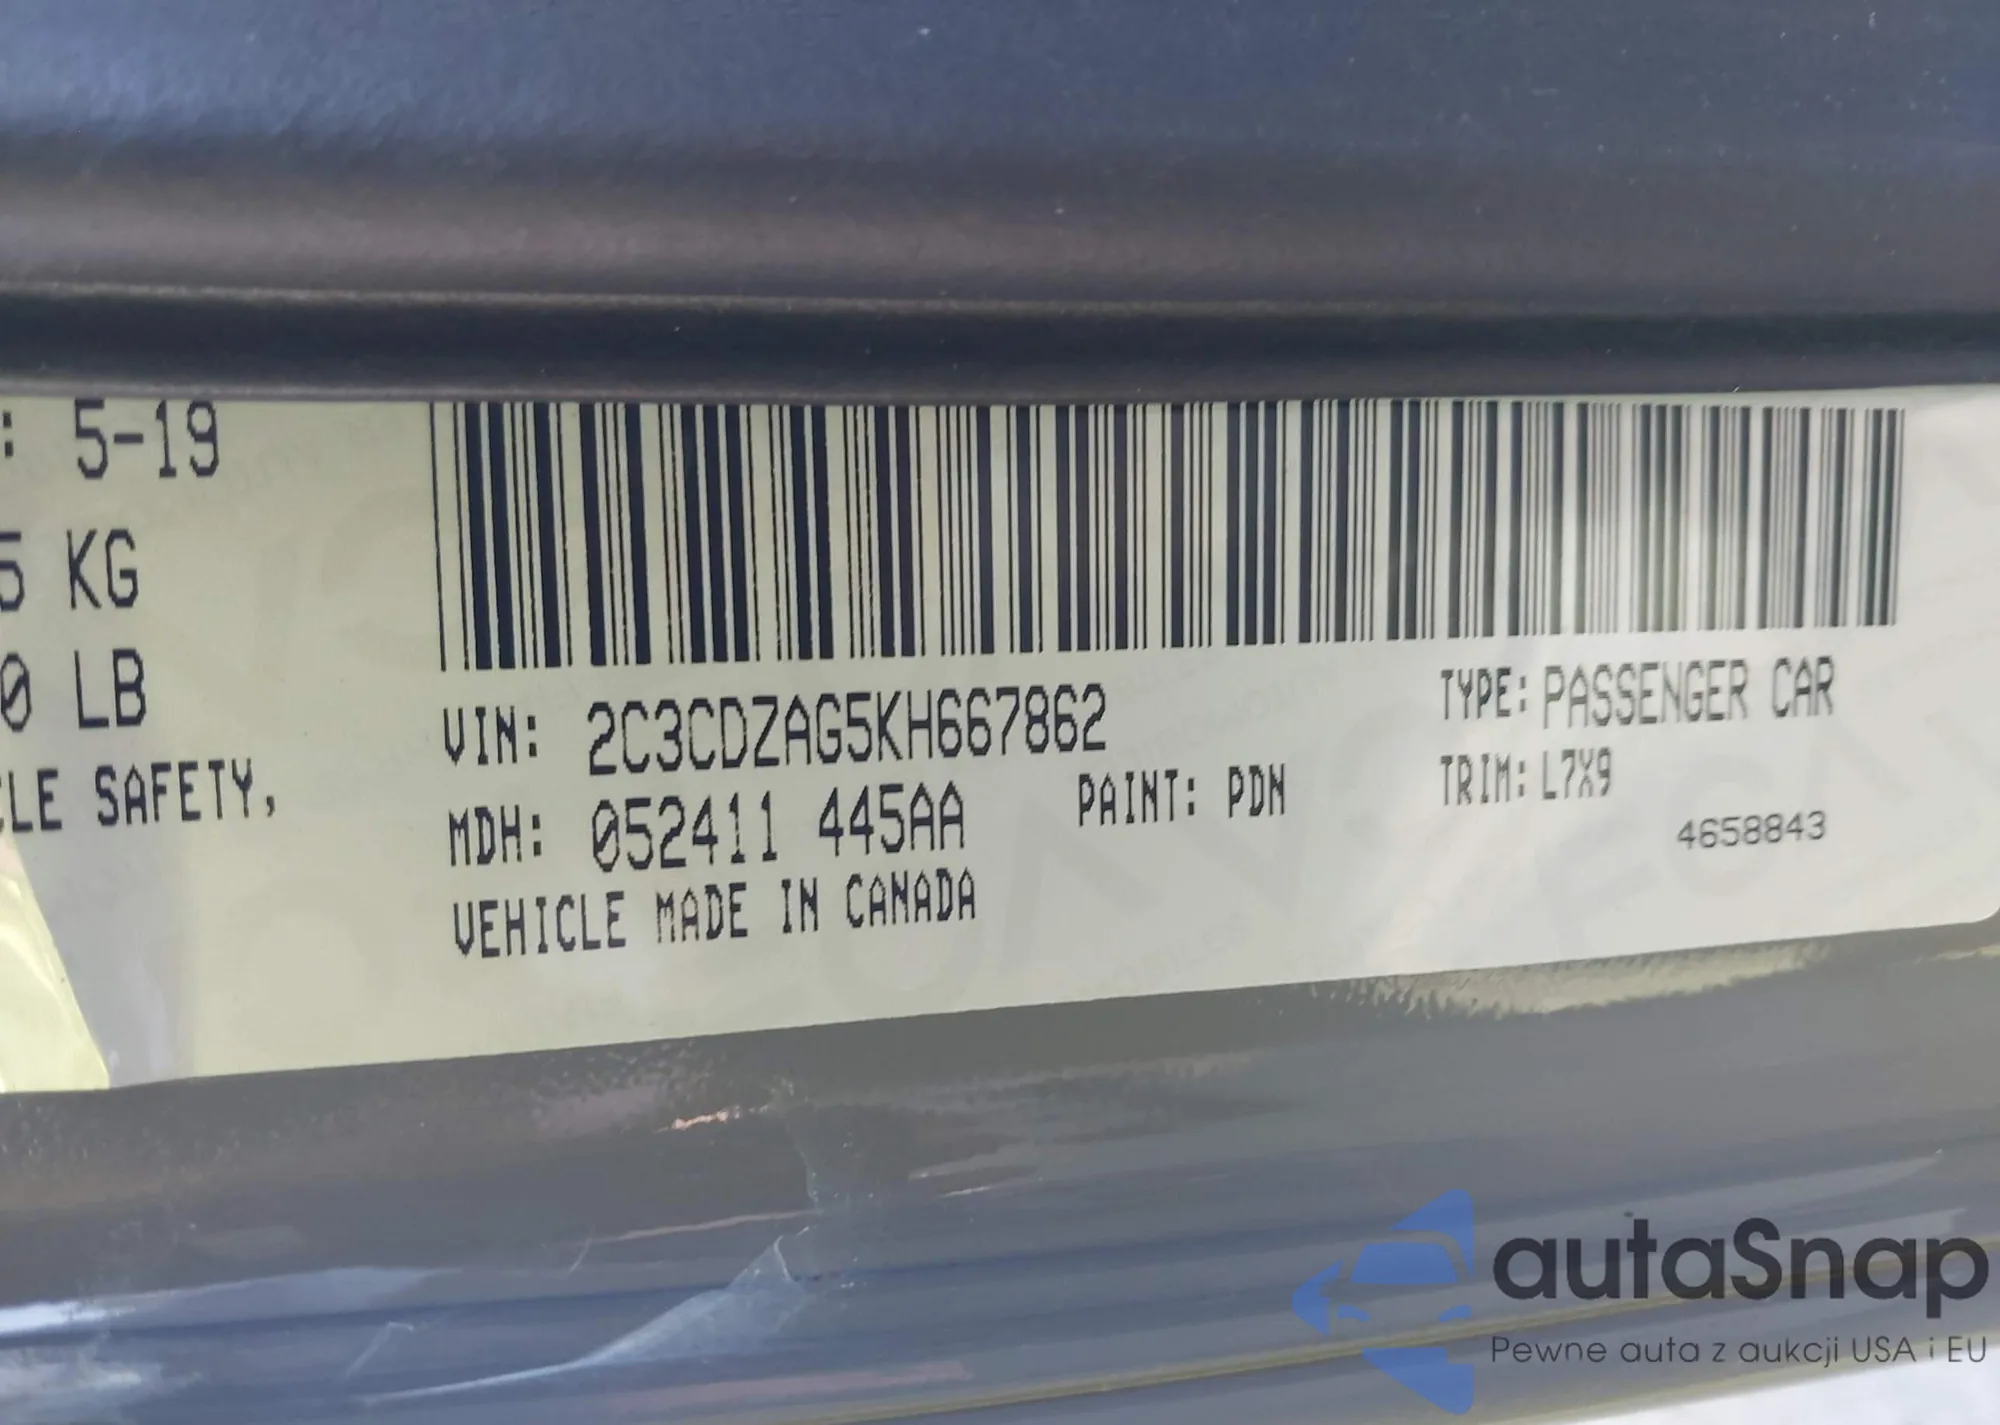 : 5-19
5 KG
0 LB
LE SAFETY,
VIN: 2C3CDZAG5KH667862
MDH: 052411 445AA
PAINT: PDN
VEHICLE MADE IN CANADA
TYPE: PASSENGER CAR
TRIM: L7X9
4658843
autaSnap
Pewne auta z aukcji USA i EU